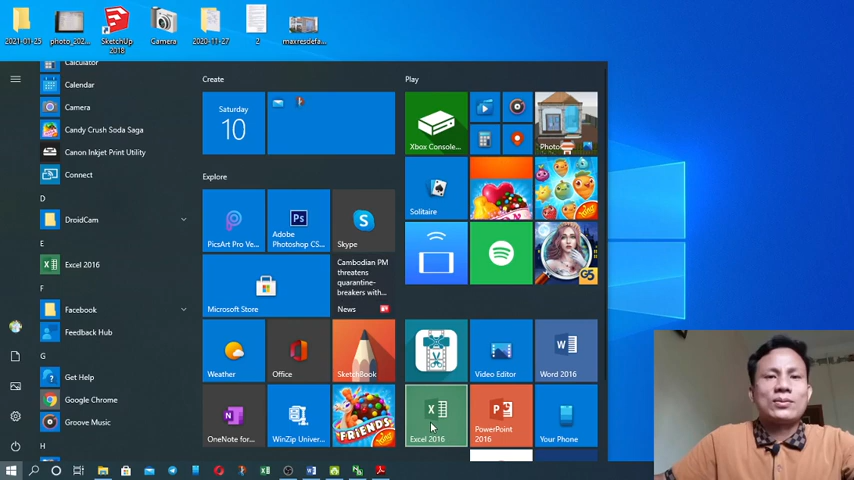 2021-01-25
photo_202...
SketchUp
2018
Camera
2020-11-27
2
maxresdefa...
Calculator
Calendar
Camera
Candy Crush Soda Saga
Canon Inkjet Print Utility
Connect
D
DroidCam
E
Excel 2016
F
Facebook
Feedback Hub
G
Get Help
Google Chrome
Groove Music
H
Create
Saturday
10
Explore
PicsArt Pro Ve...
Ps
Adobe
Photoshop CS...
Skype
Microsoft Store
Cambodian PM
threatens
quarantine-
breakers with...
News
Weather
Office
SketchBook
OneNote for...
WinZip Univer...
FRIENDS
Play
Xbox Console...
Photos
Solitaire
King
G5
Video Editor
Word 2016
Excel 2016
PowerPoint
2016
Your Phone